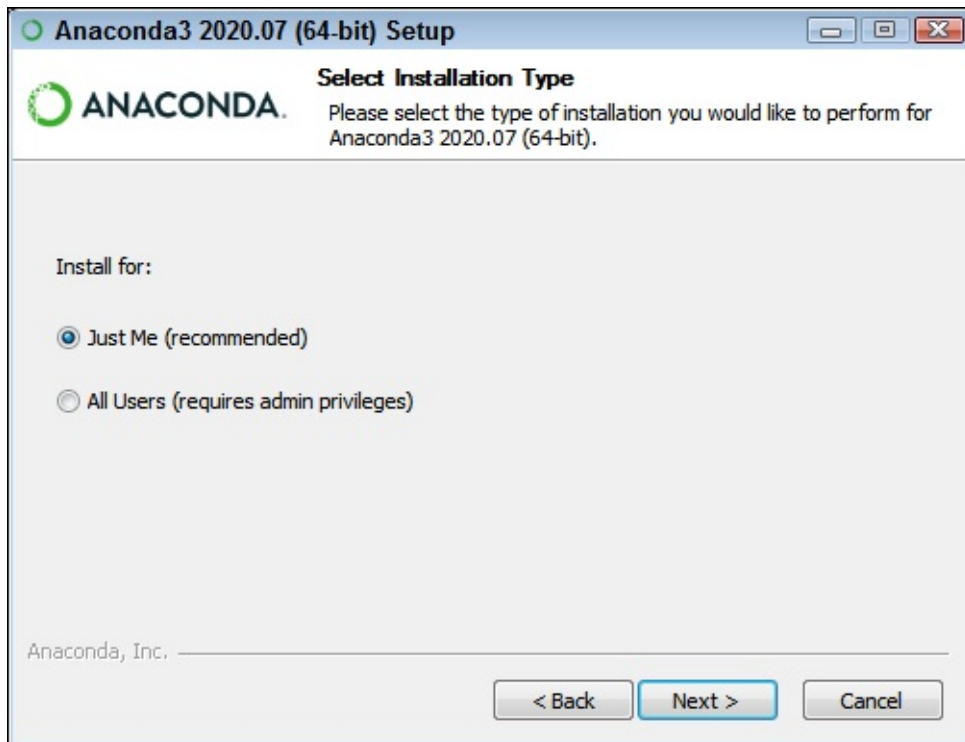 Anaconda3 2020.07 (64-bit) Setup
ANACONDA.
Select Installation Type
Please select the type of installation you would like to perform for
Anaconda3 2020.07 (64-bit).
Install for:
Just Me (recommended)
All Users (requires admin privileges)
Anaconda, Inc.
< Back
Next >
Cancel